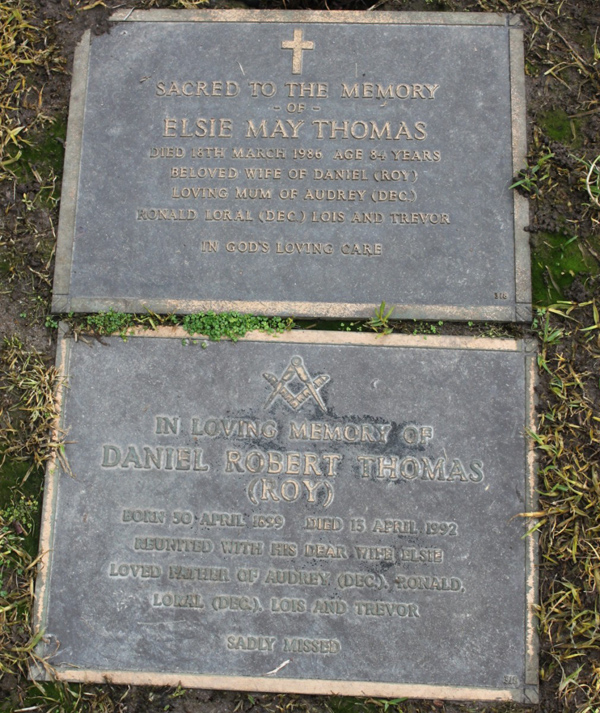 SACRED TO THE MEMORY
- OF -
ELSIE MAY THOMAS
DIED 18TH MARCH 1986 AGE 84 YEARS
BELOVED WIFE OF DANIEL (ROY)
LOVING MUM OF AUDREY (DEC.)
RONALD LORAL (DEC.) LOIS AND TREVOR
IN GOD'S LOVING CARE
IN LOVING MEMORY OF
DANIEL ROBERT THOMAS
(ROY)
BORN 30 APRIL 1899 DIED 13 APRIL 1992
REUNITED WITH HIS DEAR WIFE ELSIE
LOVED FATHER OF AUDREY (DEC.), RONALD,
LORAL (DEC.), LOIS AND TREVOR
SADLY MISSED